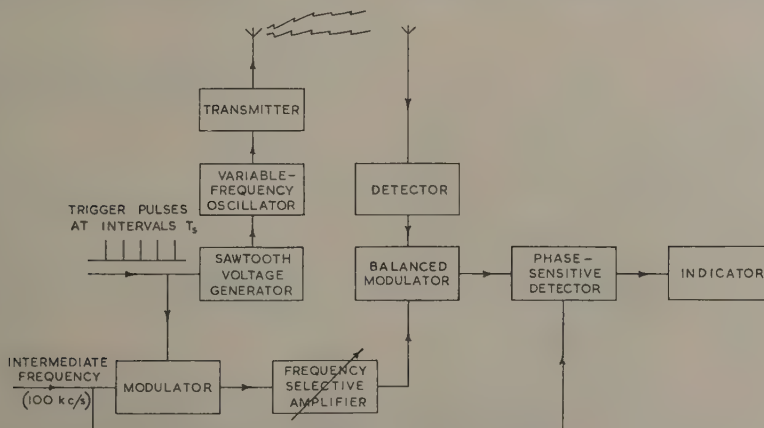 TRANSMITTER
VARIABLE-
FREQUENCY
OSCILLATOR
DETECTOR
TRIGGER PULSES
AT INTERVALS Ts
SAWTOOTH
VOLTAGE
GENERATOR
BALANCED
MODULATOR
PHASE-
SENSITIVE
DETECTOR
INDICATOR
INTERMEDIATE
FREQUENCY
(100 kc/s)
MODULATOR
FREQUENCY
SELECTIVE
AMPLIFIER